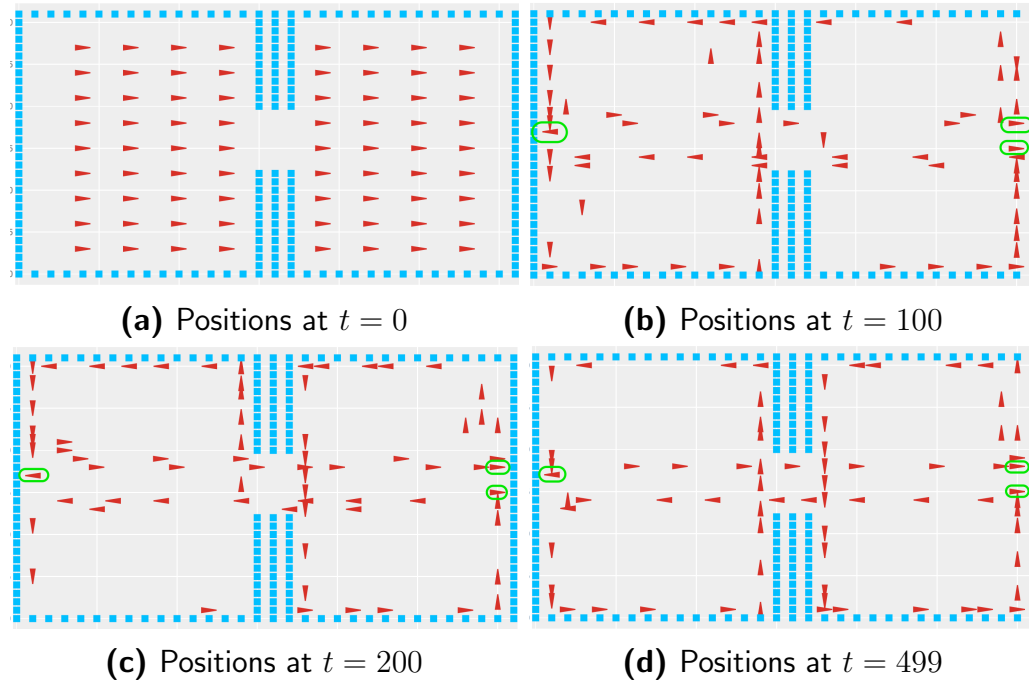 (a) Positions at t = 0
(b) Positions at t = 100
(c) Positions at t = 200
(d) Positions at t = 499